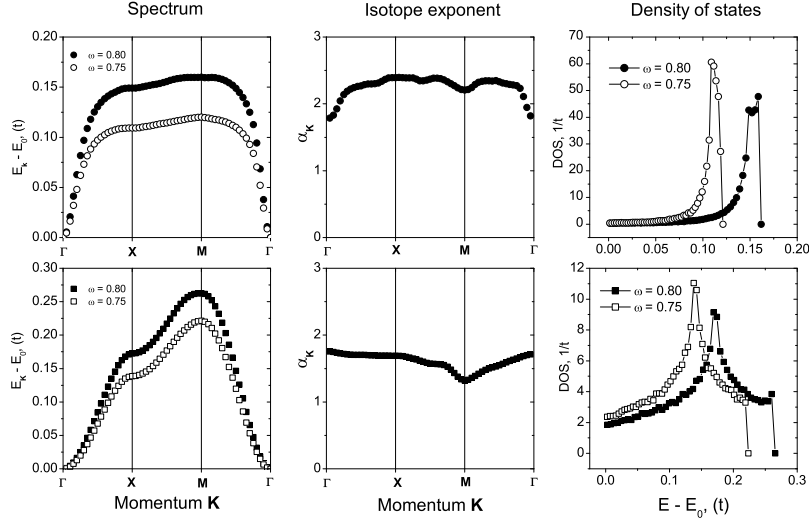 Spectrum
Isotope exponent
Density of states
0.20
0.15
0.10
0.05
0.00
E_k - E_0, (t)
ω = 0.80
ω = 0.75
Γ X M Γ
3
2
1
0
α_K
Γ X M Γ
70
60
50
40
30
20
10
0
DOS, 1/t
ω = 0.80
ω = 0.75
0.00 0.05 0.10 0.15 0.20
0.30
0.25
0.20
0.15
0.10
0.05
0.00
E_K - E_0, (t)
ω = 0.80
ω = 0.75
Γ X M Γ
Momentum K
3
2
1
0
α_K
Γ X M Γ
Momentum K
12
10
8
6
4
2
0
DOS, 1/t
ω = 0.80
ω = 0.75
0.0 0.1 0.2 0.3
E - E_0, (t)